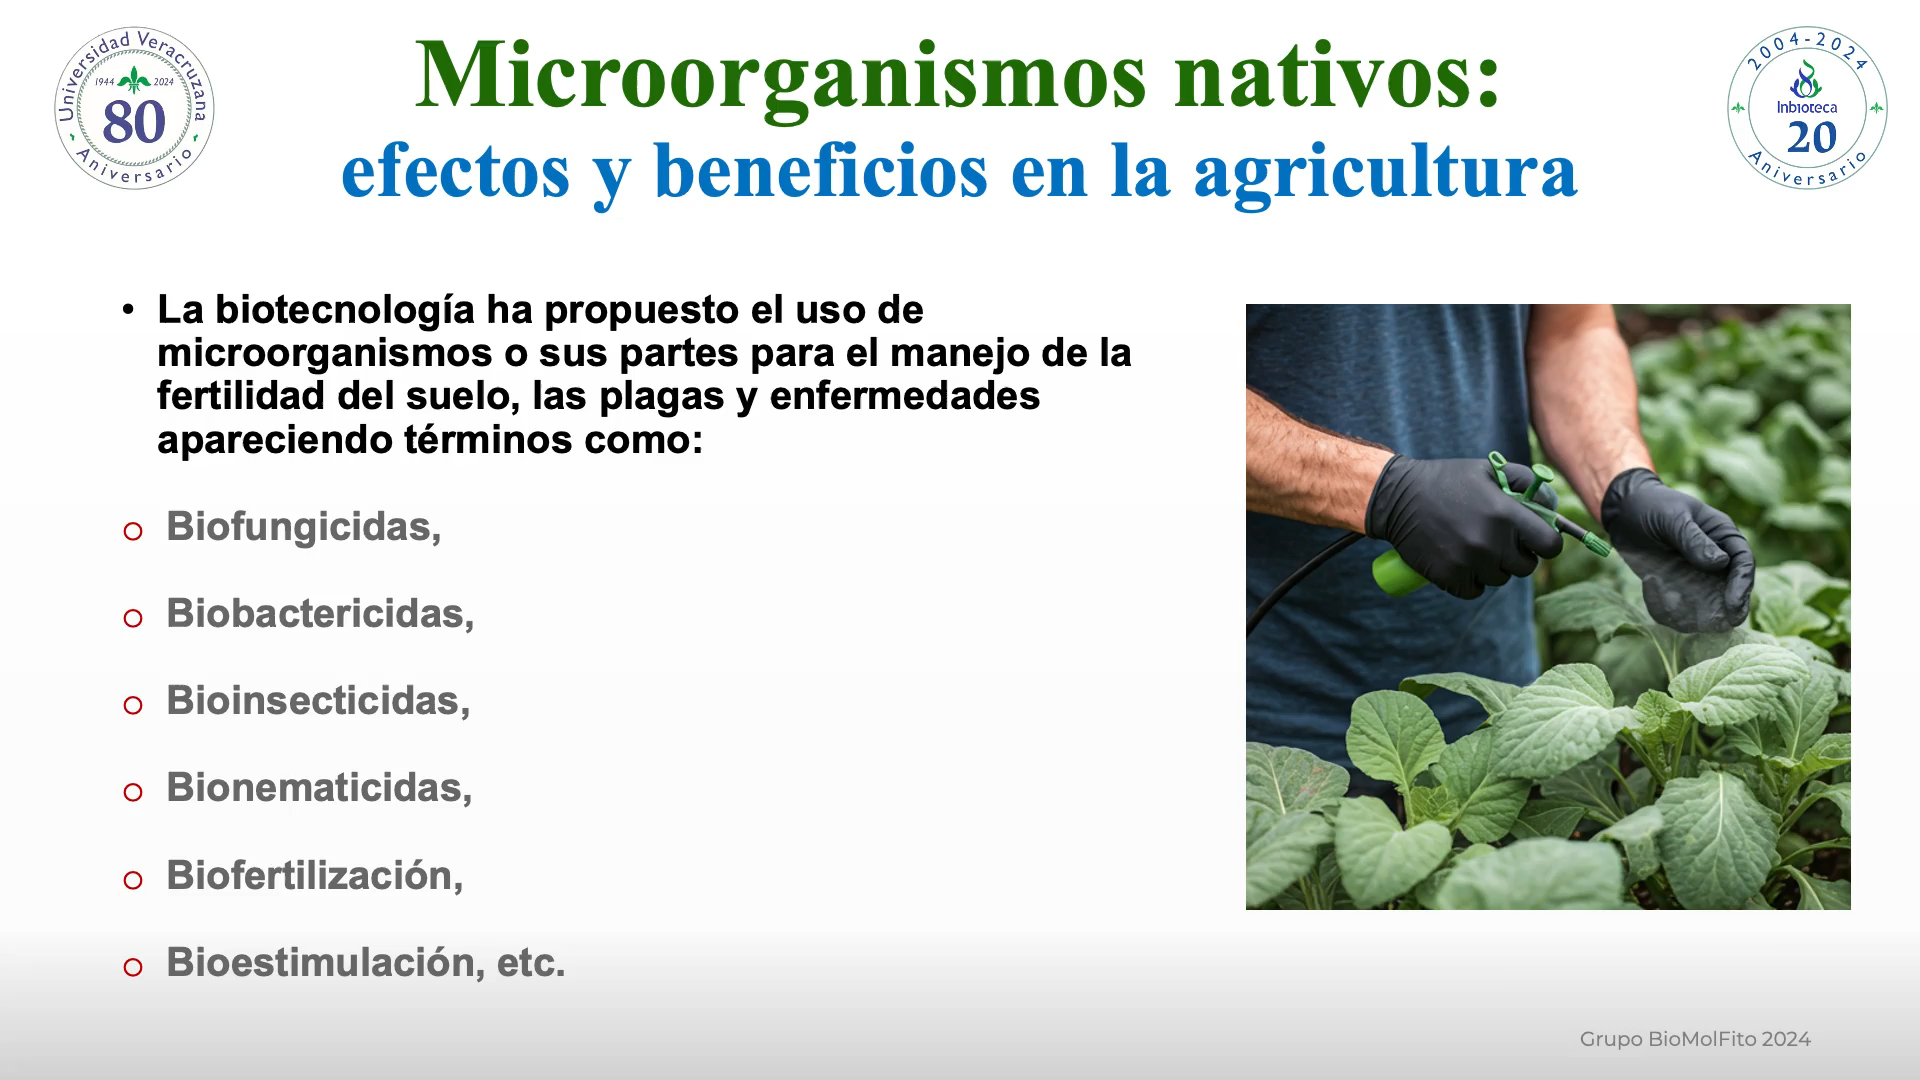 Universidad Veracruzana
1944 2024
80
Aniversario
Microorganismos nativos:
efectos y beneficios en la agricultura
2004-2024
Inbioteca
20
Aniversario
• La biotecnología ha propuesto el uso de
microorganismos o sus partes para el manejo de la
fertilidad del suelo, las plagas y enfermedades
apareciendo términos como:
o Biofungicidas,
o Biobactericidas,
o Bioinsecticidas,
o Bionematicidas,
o Biofertilización,
o Bioestimulación, etc.
Grupo BioMolFito 2024